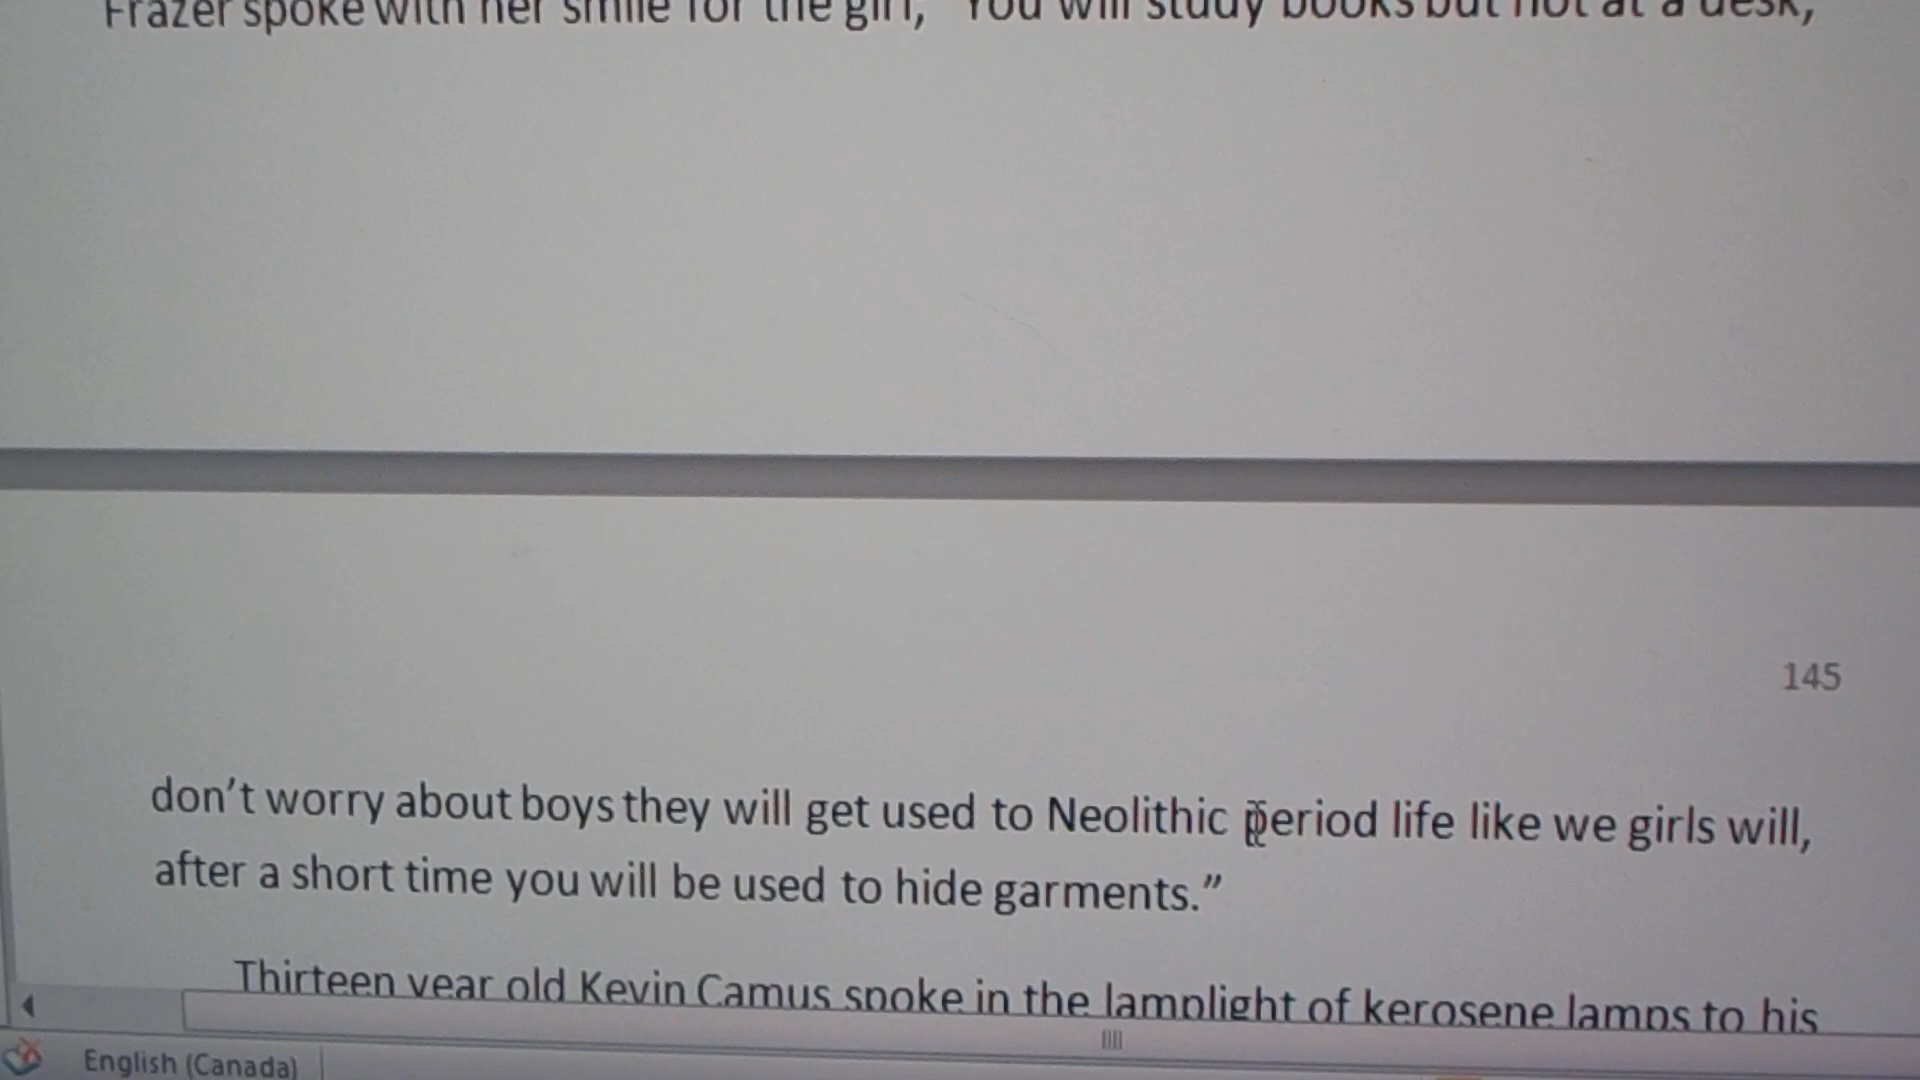 Frazer spoke with her smile for the girl, "You will study books but not at a desk,
145
don't worry about boys they will get used to Neolithic period life like we girls will,
after a short time you will be used to hide garments."
Thirteen year old Kevin Camus spoke in the lamplight of kerosene lamps to his
English (Canada)